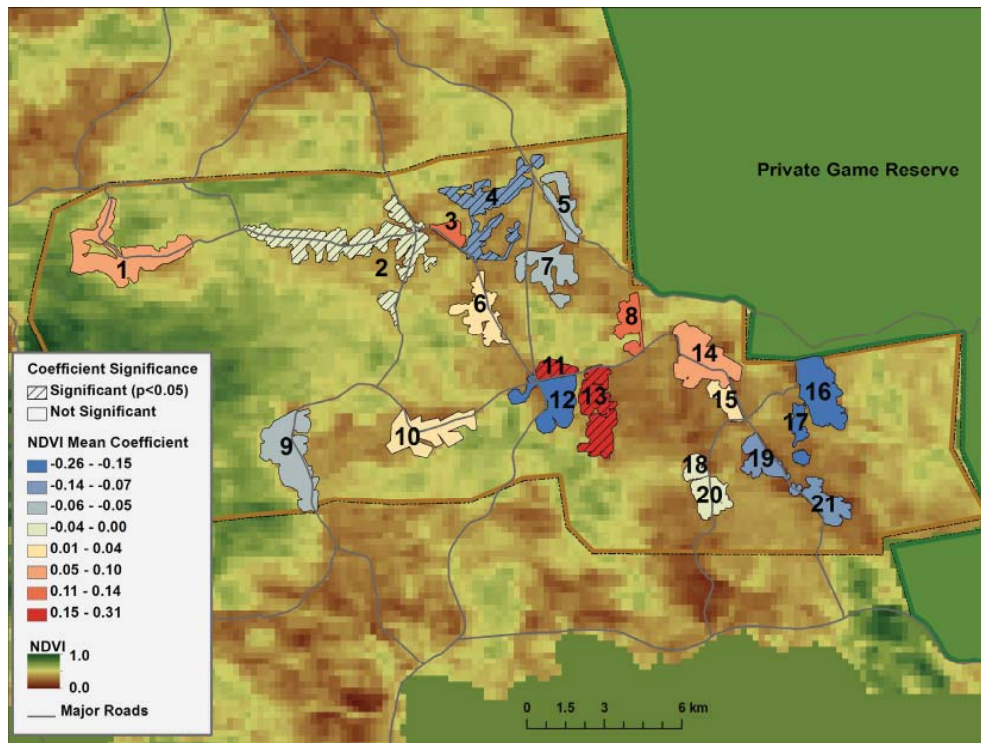 Private Game Reserve
1
2
3
4
5
6
7
8
9
10
11
12
13
14
15
16
17
18
19
20
21
Coefficient Significance
Significant (p<0.05)
Not Significant
NDVI Mean Coefficient
-0.26 - -0.15
-0.14 - -0.07
-0.06 - -0.05
-0.04 - 0.00
0.01 - 0.04
0.05 - 0.10
0.11 - 0.14
0.15 - 0.31
NDVI
1.0
0.0
Major Roads
0 1.5 3 6 km